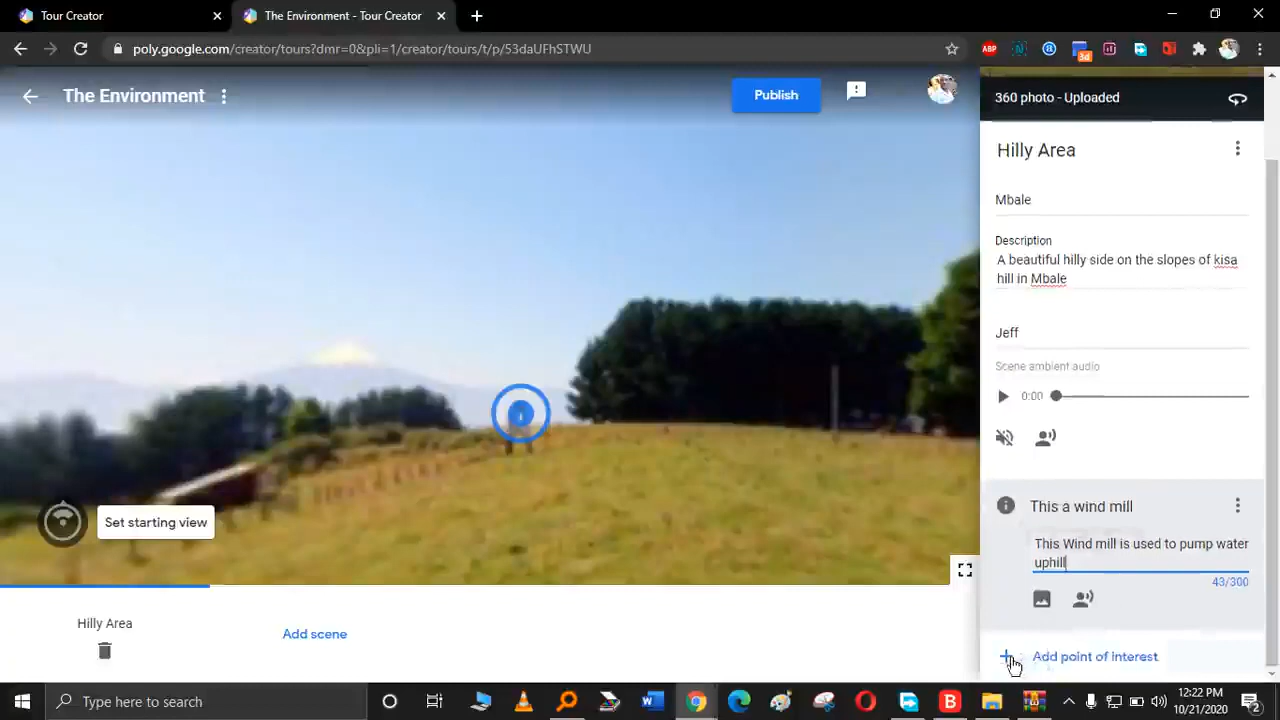 Tour Creator
The Environment - Tour Creator
poly.google.com/creator/tours?dmr=0&pli=1/creator/tours/t/p/53daUFhSTWU
ABP
3d
The Environment
Publish
360 photo - Uploaded
Hilly Area
Mbale
Description
A beautiful hilly side on the slopes of kisa
hill in Mbale
Jeff
Scene ambient audio
0:00
This a wind mill
This Wind mill is used to pump water
uphill
43/300
Set starting view
Hilly Area
Add scene
Add point of interest
Type here to search
12:22 PM
10/21/2020
2